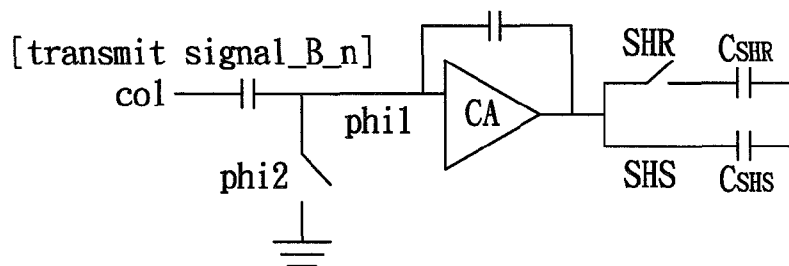 [transmit signal_B_n]
col
phi1
phi2
CA
SHR
CSHR
SHS
CSHS